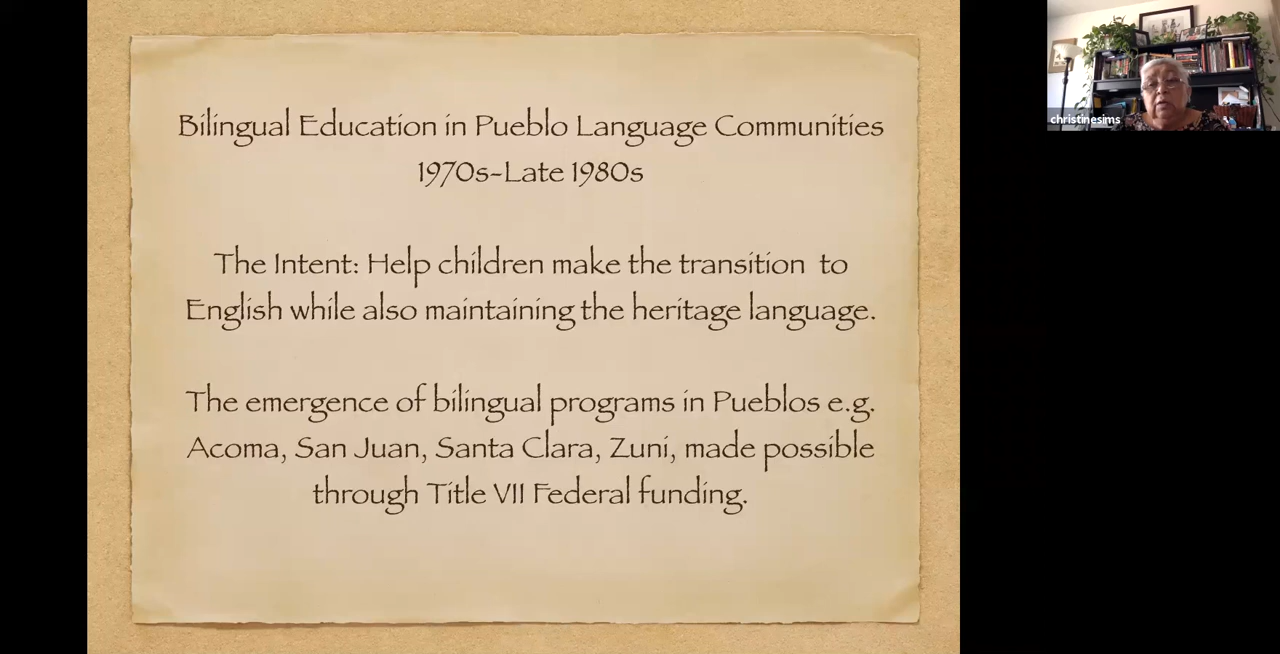 Bilingual Education in Pueblo Language Communities
1970s-Late 1980s
The Intent: Help children make the transition to
English while also maintaining the heritage language.
The emergence of bilingual programs in Pueblos e.g.
Acoma, San Juan, Santa Clara, Zuni, made possible
through Title VII Federal funding.
christinesims